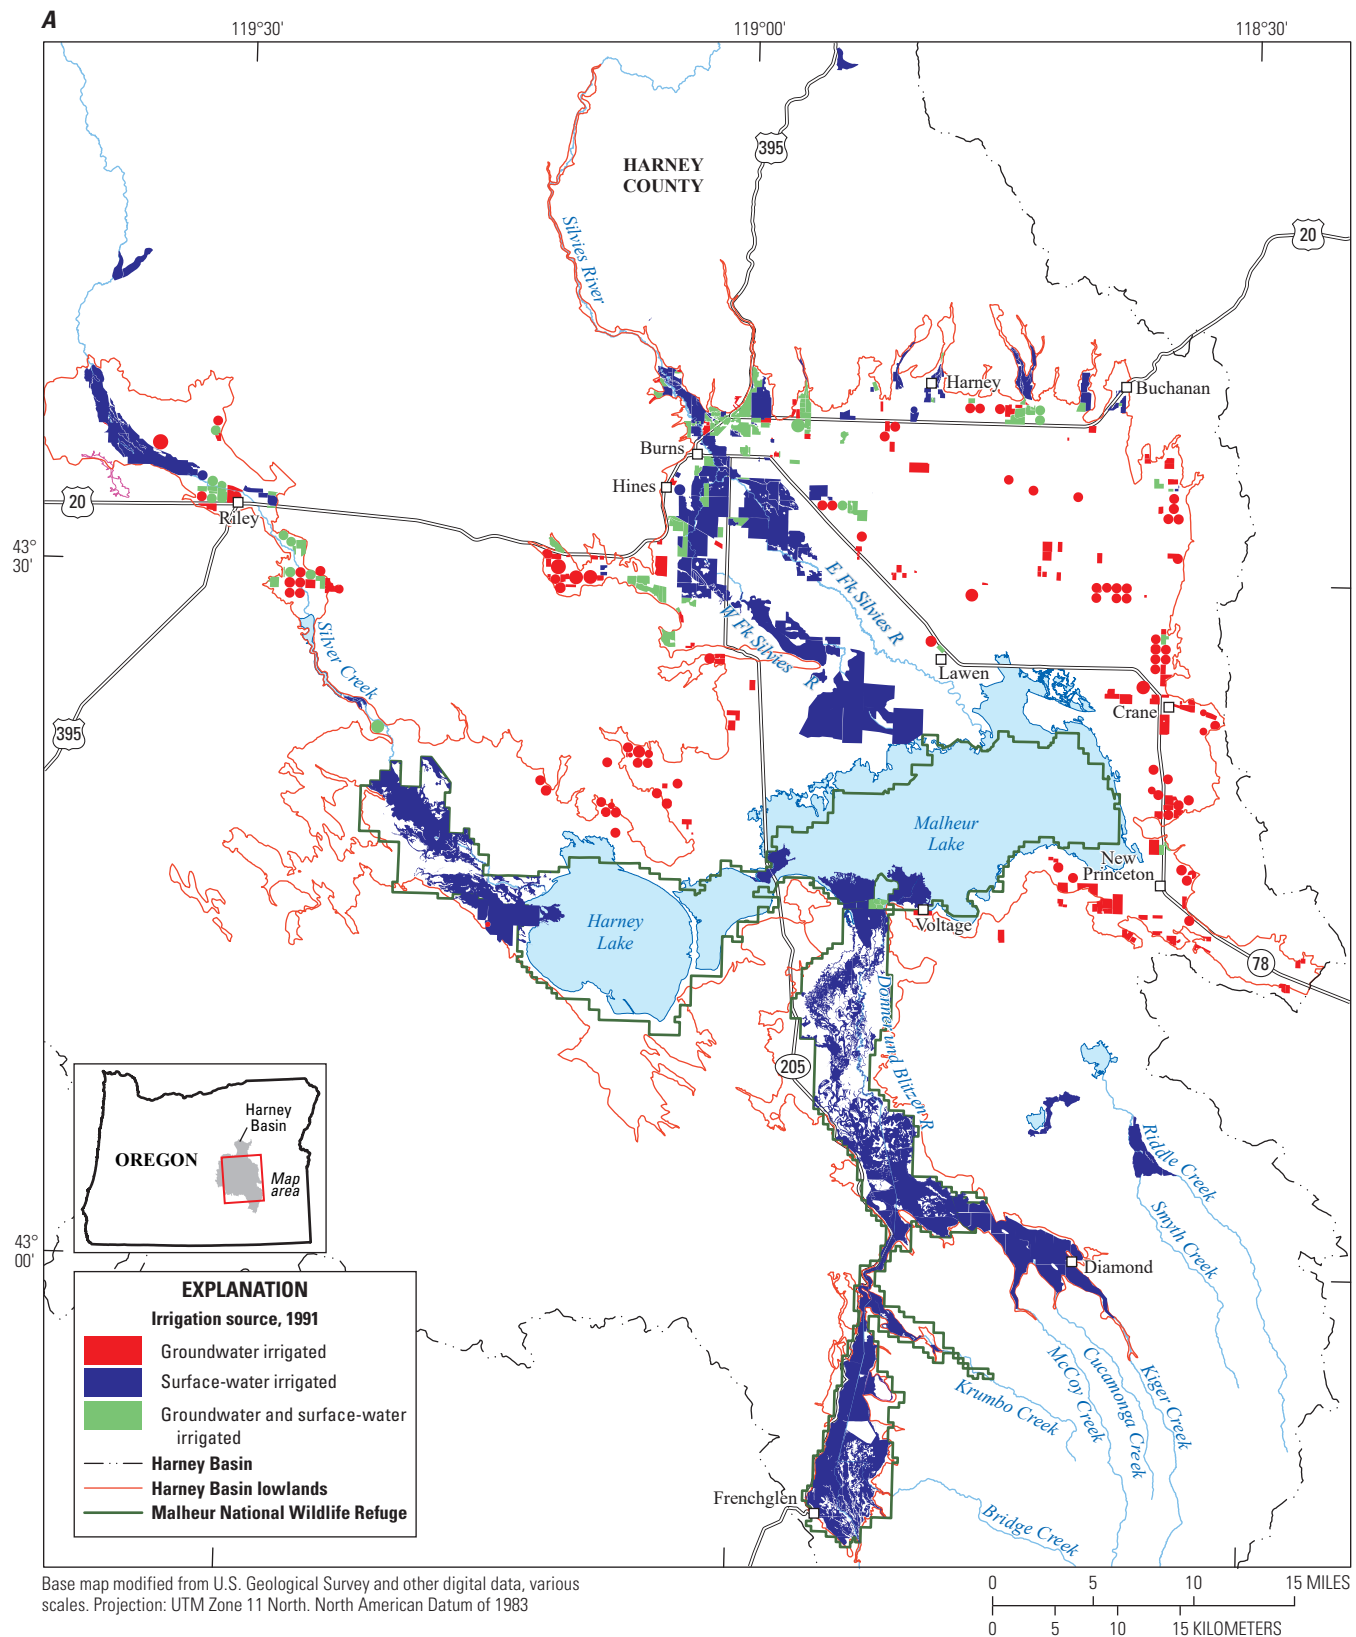 A
119°30'
119°00'
118°30'
395
HARNEY
COUNTY
20
Silvies River
Harney
Buchanan
Burns
Hines
20
Riley
43°
30'
E Fk Silvies R
W Fk Silvies R
Silver Creek
Lawen
Crane
395
Malheur
Lake
New
Princeton
Harney
Lake
Voltage
78
Donner und Blitzen R
205
Harney
Basin
OREGON
Map
area
Riddle Creek
Smyth Creek
43°
00'
Diamond
EXPLANATION
Irrigation source, 1991
Groundwater irrigated
Surface-water irrigated
Groundwater and surface-water
irrigated
Harney Basin
Harney Basin lowlands
Malheur National Wildlife Refuge
McCoy Creek
Cucamonga Creek
Kiger Creek
Krumbo Creek
Frenchglen
Bridge Creek
Base map modified from U.S. Geological Survey and other digital data, various
scales. Projection: UTM Zone 11 North. North American Datum of 1983
0 5 10 15 MILES
0 5 10 15 KILOMETERS